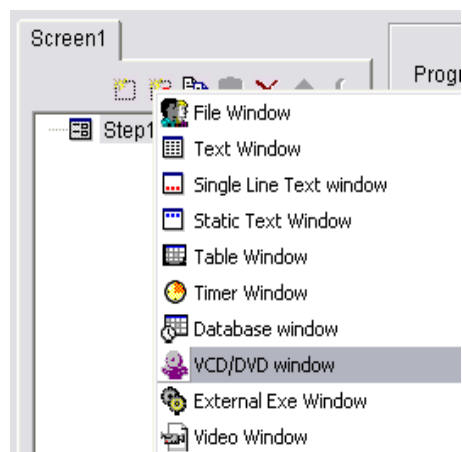 Screen1
Progr
Step1
File Window
Text Window
Single Line Text window
Static Text Window
Table Window
Timer Window
Database window
VCD/DVD window
External Exe Window
Video Window